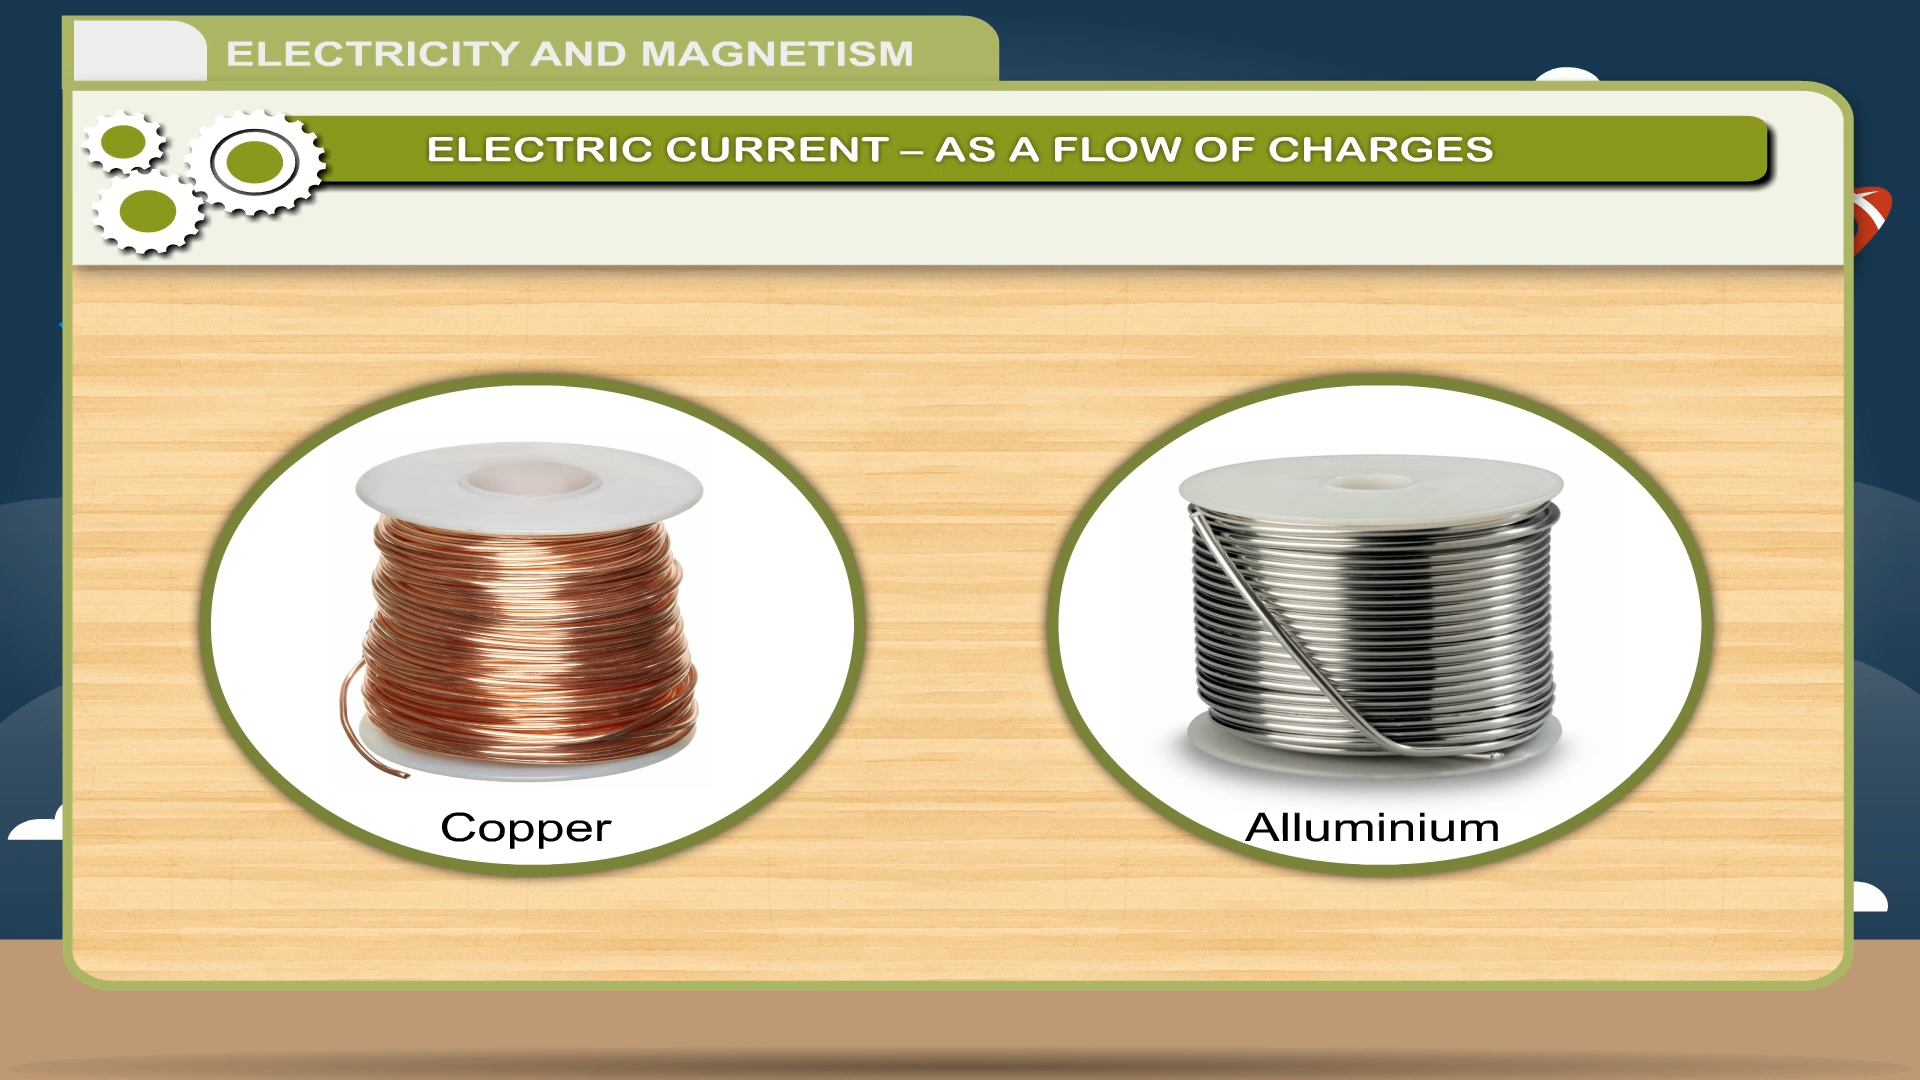 ELECTRICITY AND MAGNETISM
ELECTRIC CURRENT – AS A FLOW OF CHARGES
Copper
Alluminium